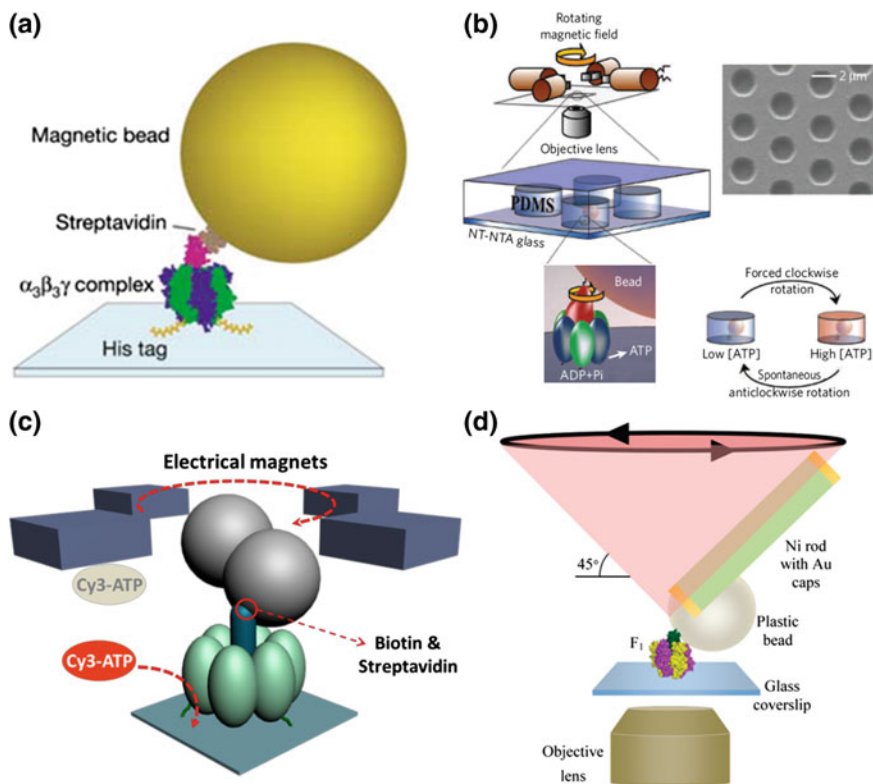 (a)
Magnetic bead
Streptavidin
α₃β₃γ complex
His tag
(b)
Rotating
magnetic field
Objective lens
PDMS
NT-NTA glass
Bead
ATP
ADP+Pi
2 μm
Forced clockwise
rotation
Low [ATP]
High [ATP]
Spontaneous
anticlockwise rotation
(c)
Electrical magnets
Cy3-ATP
Cy3-ATP
Biotin &
Streptavidin
(d)
45°
Ni rod
with Au
caps
Plastic
bead
F₁
Glass
coverslip
Objective
lens